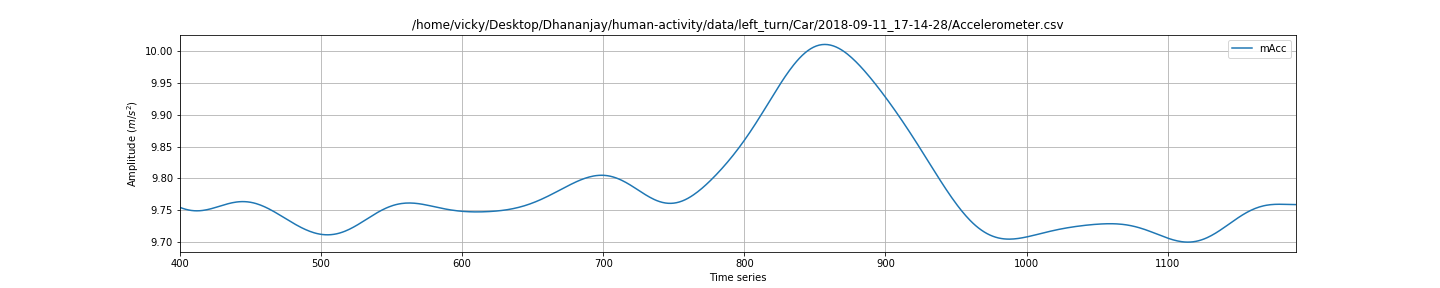 /home/vicky/Desktop/Dhananjay/human-activity/data/left_turn/Car/2018-09-11_17-14-28/Accelerometer.csv
mAcc
10.00
9.95
9.90
9.85
9.80
9.75
9.70
Amplitude (m/s²)
400 500 600 700 800 900 1000 1100
Time series